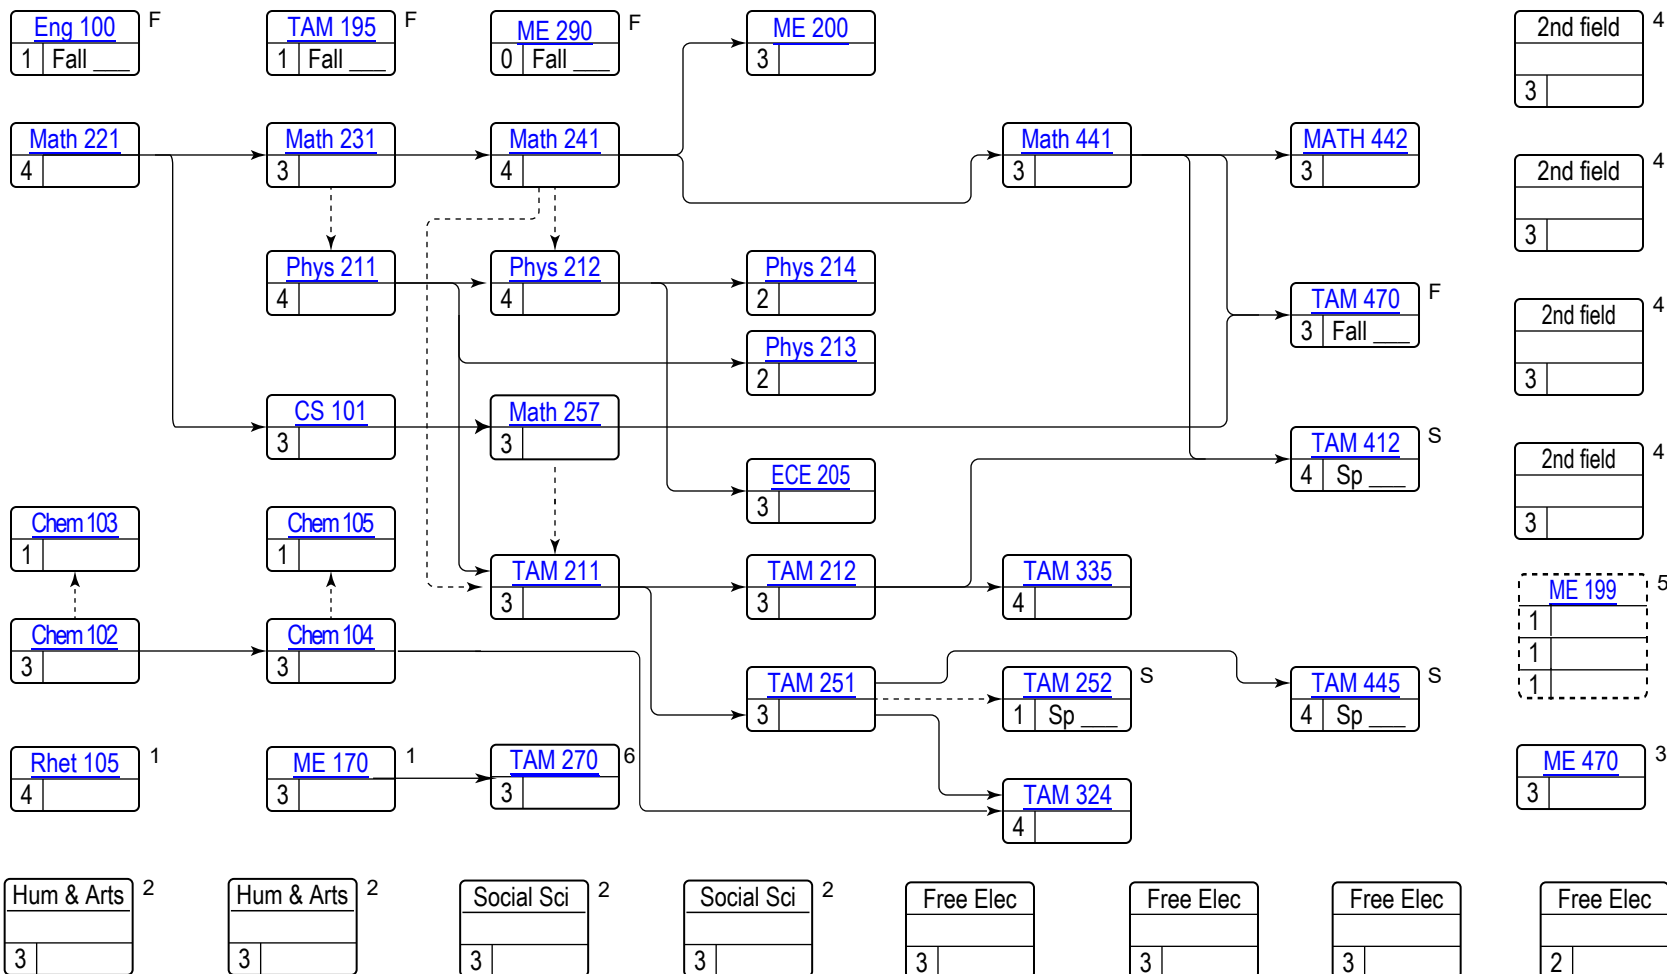 Eng 100 F
1 Fall ___
TAM 195 F
1 Fall ___
ME 290 F
0 Fall ___
ME 200
3
2nd field 4
3
Math 221
4
Math 231
3
Math 241
4
Math 441
3
MATH 442
3
2nd field 4
3
Phys 211
4
Phys 212
4
Phys 214
2
TAM 470 F
3 Fall ___
2nd field 4
3
Phys 213
2
CS 101
3
Math 257
3
TAM 412 S
4 Sp ___
2nd field 4
3
ECE 205
3
Chem 103
1
Chem 105
1
TAM 211
3
TAM 212
3
TAM 335
4
ME 199 5
1
1
1
Chem 102
3
Chem 104
3
TAM 251
3
TAM 252 S
1 Sp ___
TAM 445 S
4 Sp ___
Rhet 105 1
4
ME 170 1
3
TAM 270 6
3
ME 470 3
3
TAM 324
4
Hum & Arts 2
3
Hum & Arts 2
3
Social Sci 2
3
Social Sci 2
3
Free Elec
3
Free Elec
3
Free Elec
3
Free Elec
2